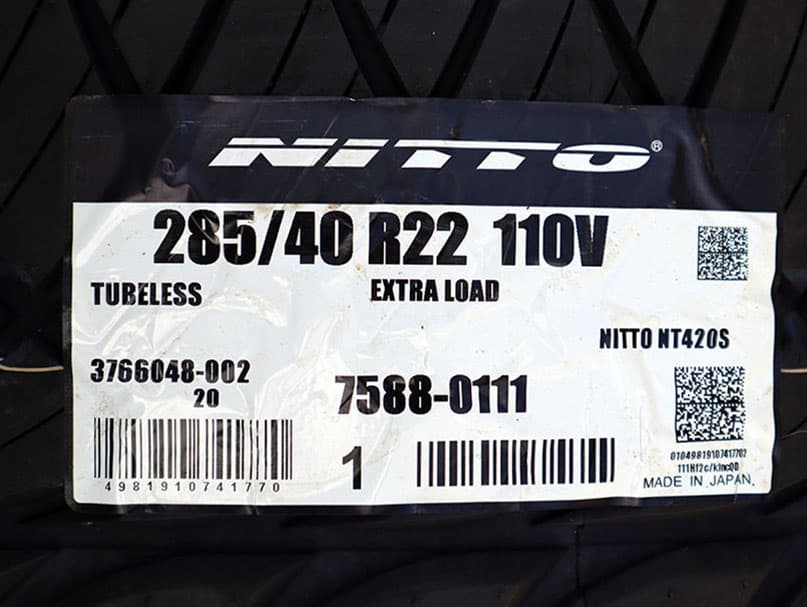 NITTO®
285/40 R22 110V
TUBELESS EXTRA LOAD
NITTO NT420S
3766048-002
20
7588-0111
1
4981910741770
MADE IN JAPAN.